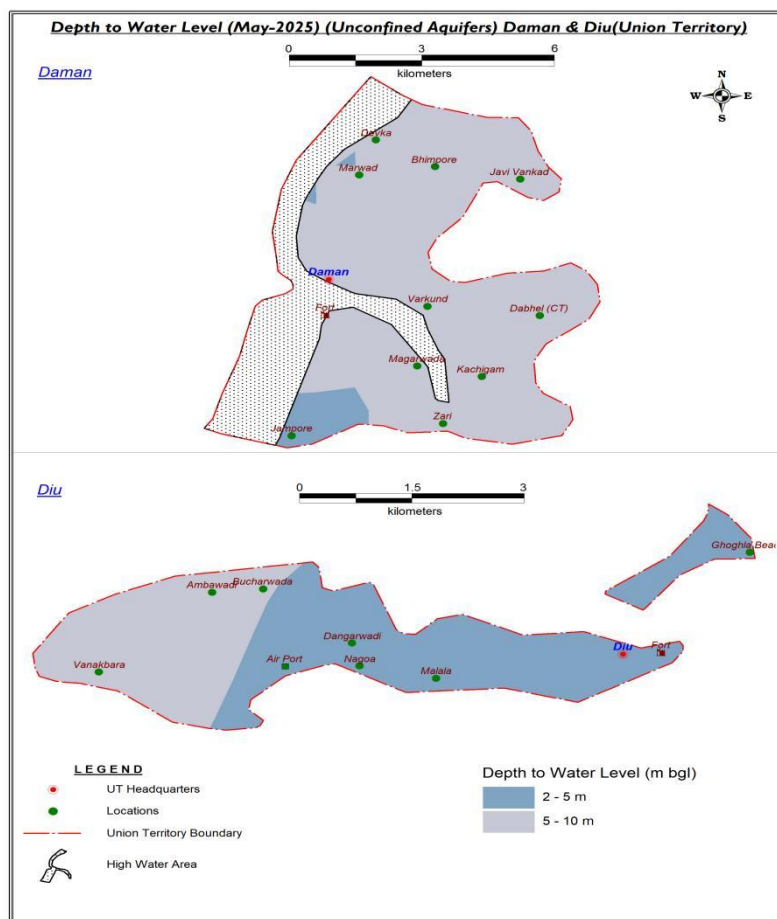 Depth to Water Level (May-2025) (Unconfined Aquifers) Daman & Diu(Union Territory)
0 3 6
kilometers
Daman
N
W E
S
Devka
Marwad
Bhimpore
Javi Vankad
Daman
Fort
Varkund
Dabhel (CT)
Magarwada
Kachigam
Zari
Jampore
Diu
0 1.5 3
kilometers
Ghoghla Beac
Ambawadi
Bucharwada
Dangarwadi
Vanakbara
Air Port
Nagoa
Malala
Diu
Fort
LEGEND
UT Headquarters
Locations
Union Territory Boundary
High Water Area
Depth to Water Level (m bgl)
2 - 5 m
5 - 10 m